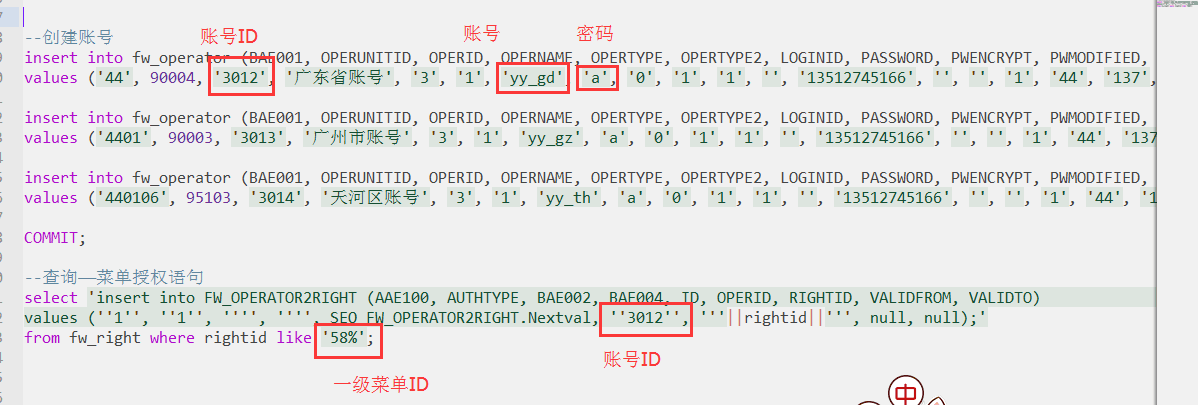 --创建账号
账号ID
账号
密码
insert into fw_operator (BAE001, OPERUNITID, OPERID, OPERNAME, OPERTYPE, OPERTYPE2, LOGINID, PASSWORD, PWENCRYPT, PWMODIFIED,
values ('44', 90004, '3012', '广东省账号', '3', '1', 'yy_gd', 'a', '0', '1', '1', '', '13512745166', '', '', '1', '44', '137',
insert into fw_operator (BAE001, OPERUNITID, OPERID, OPERNAME, OPERTYPE, OPERTYPE2, LOGINID, PASSWORD, PWENCRYPT, PWMODIFIED,
values ('4401', 90003, '3013', '广州市账号', '3', '1', 'yy_gz', 'a', '0', '1', '1', '', '13512745166', '', '', '1', '44', '137
insert into fw_operator (BAE001, OPERUNITID, OPERID, OPERNAME, OPERTYPE, OPERTYPE2, LOGINID, PASSWORD, PWENCRYPT, PWMODIFIED,
values ('440106', 95103, '3014', '天河区账号', '3', '1', 'yy_th', 'a', '0', '1', '1', '', '13512745166', '', '', '1', '44', '1
COMMIT;
--查询—菜单授权语句
select 'insert into FW_OPERATOR2RIGHT (AAE100, AUTHTYPE, BAE002, BAE004, ID, OPERID, RIGHTID, VALIDFROM, VALIDTO)
values (''1'', ''1'', '''', '''', SEQ_FW_OPERATOR2RIGHT.Nextval, ''3012'', '''||rightid||''', null, null);'
from fw_right where rightid like '58%';
账号ID
一级菜单ID
中